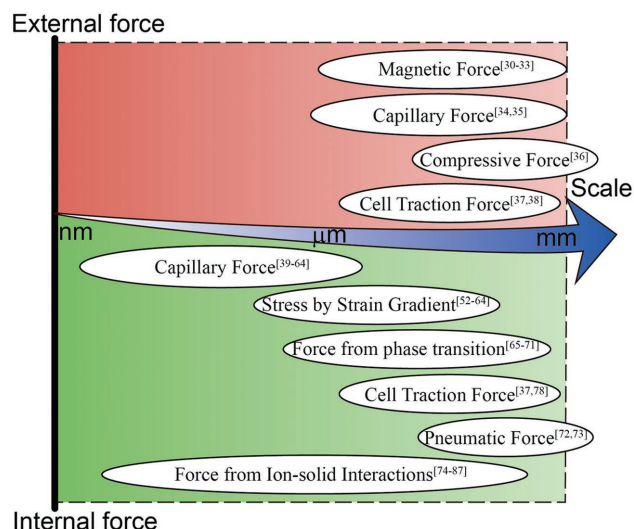 External force
Magnetic Force[30-33]
Capillary Force[34,35]
Compressive Force[36]
Scale
Cell Traction Force[37,38]
nm
μm
mm
Capillary Force[39-64]
Stress by Strain Gradient[52-64]
Force from phase transition[65-71]
Cell Traction Force[37,78]
Pneumatic Force[72,73]
Force from Ion-solid Interactions[74-87]
Internal force